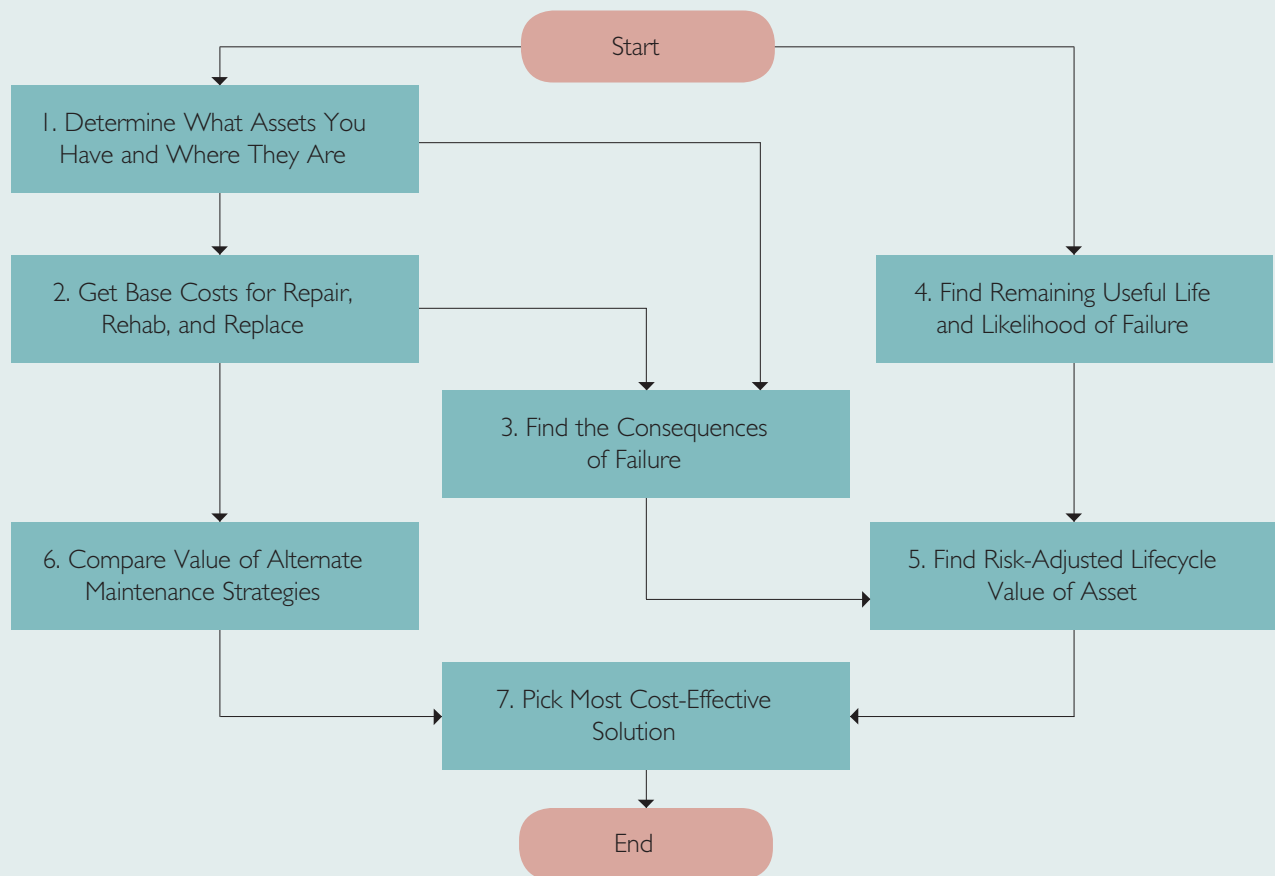 Start
1. Determine What Assets You
Have and Where They Are
2. Get Base Costs for Repair,
Rehab, and Replace
4. Find Remaining Useful Life
and Likelihood of Failure
3. Find the Consequences
of Failure
6. Compare Value of Alternate
Maintenance Strategies
5. Find Risk-Adjusted Lifecycle
Value of Asset
7. Pick Most Cost-Effective
Solution
End